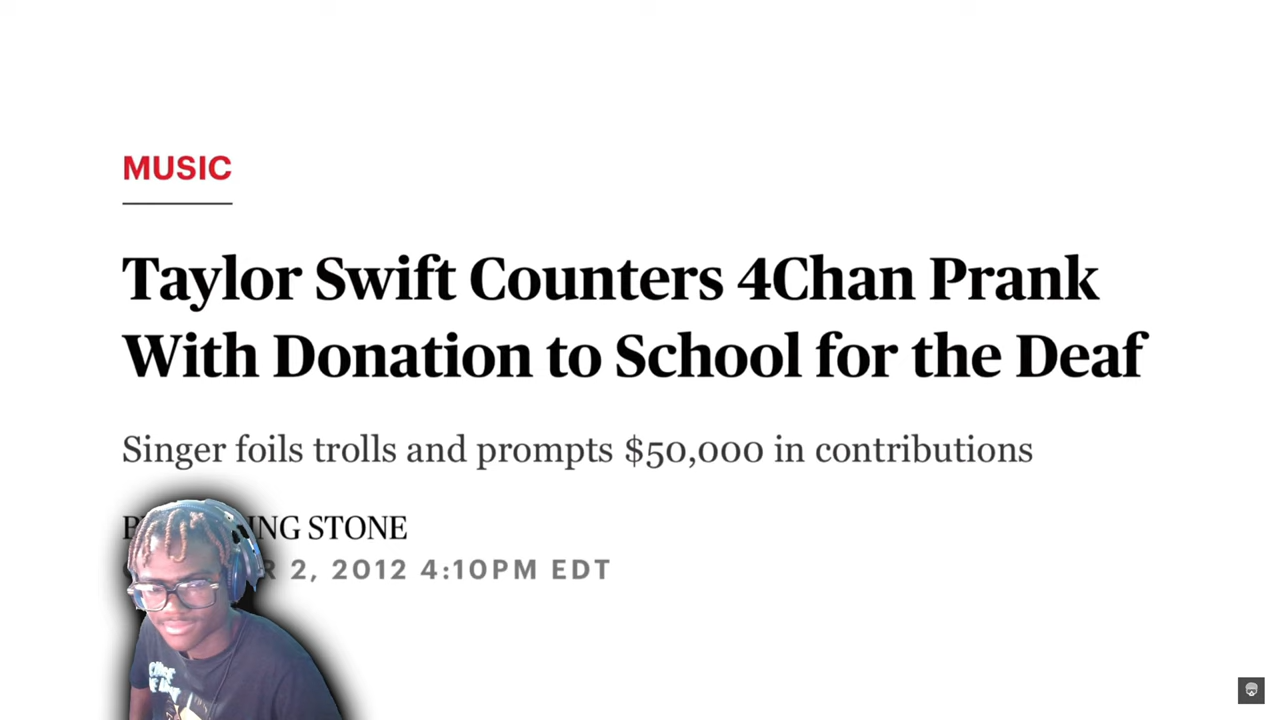 MUSIC
Taylor Swift Counters 4Chan Prank
With Donation to School for the Deaf
Singer foils trolls and prompts $50,000 in contributions
STONE
2, 2012 4:10PM EDT